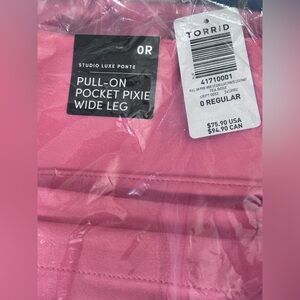 0R
STUDIO LUXE PONTE
PULL-ON
POCKET PIXIE
WIDE LEG
TORRID
41710001
0 REGULAR
$75.90 USA
$94.90 CAN